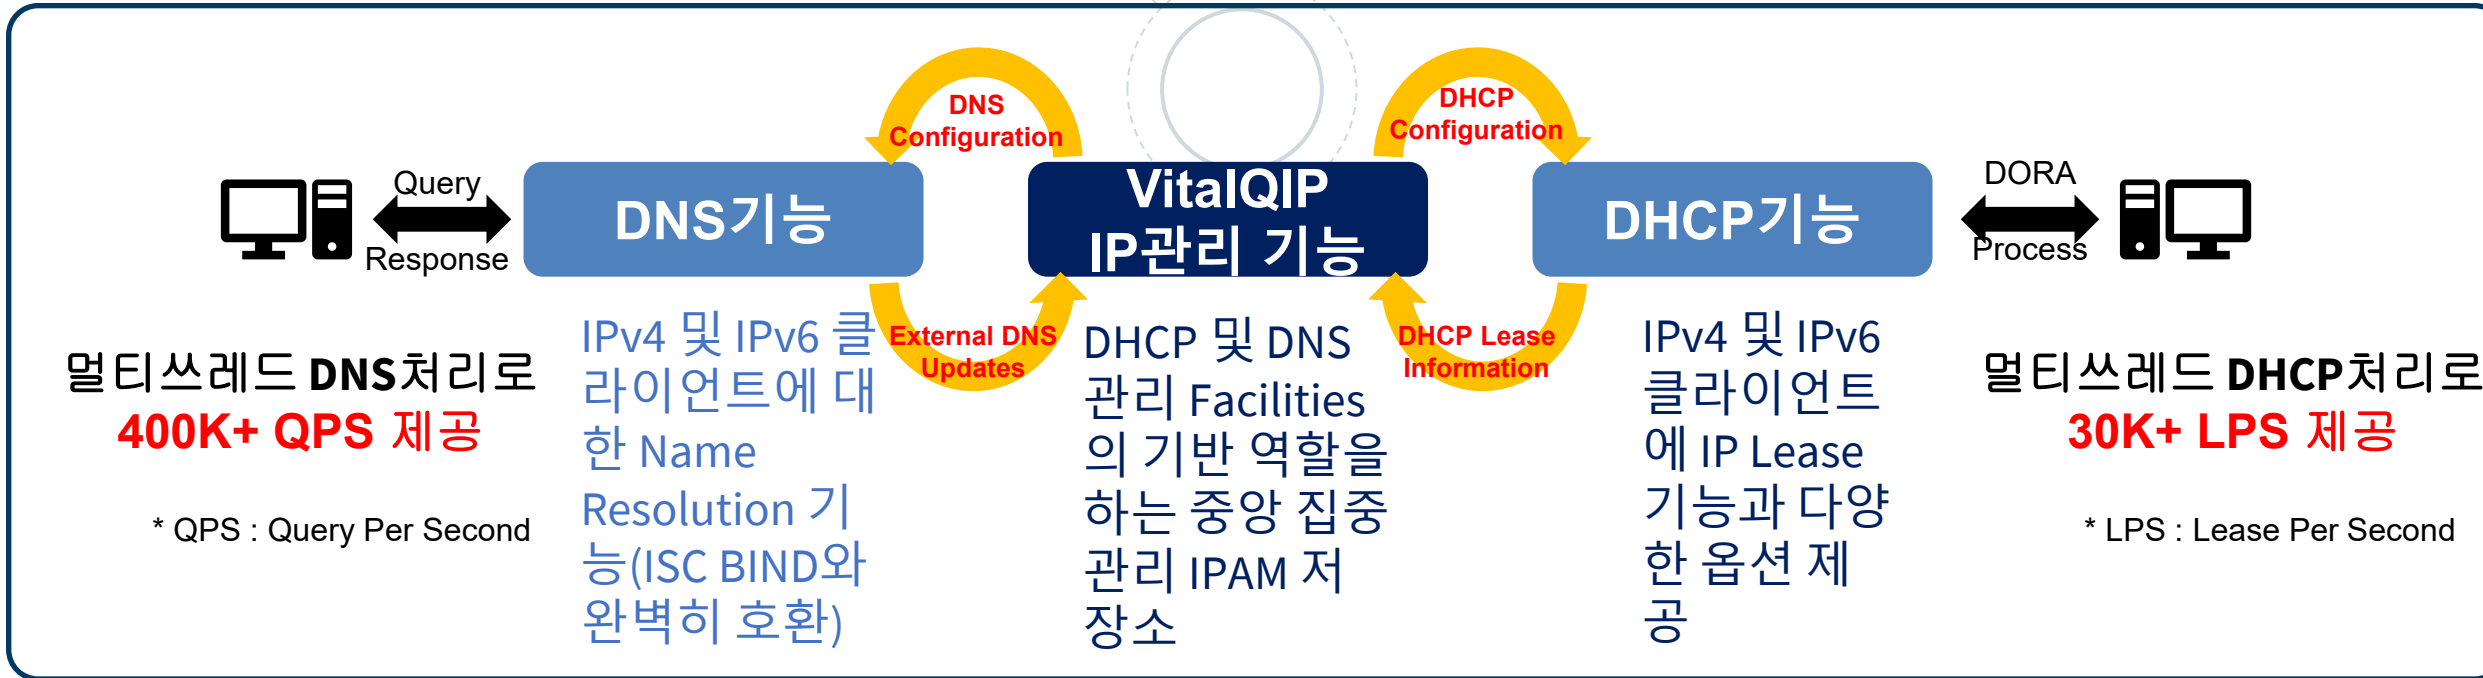 DNS
Configuration
DHCP
Configuration
Query
Response
DNS기능
VitalQIP
IP관리 기능
DHCP기능
DORA
Process
External DNS
Updates
DHCP Lease
Information
멀티쓰레드 DNS처리로
400K+ QPS 제공
* QPS : Query Per Second
IPv4 및 IPv6 클
라이언트에 대
한 Name
Resolution 기
능(ISC BIND와
완벽히 호환)
DHCP 및 DNS
관리 Facilities
의 기반 역할을
하는 중앙 집중
관리 IPAM 저
장소
IPv4 및 IPv6
클라이언트
에 IP Lease
기능과 다양
한 옵션 제
공
멀티쓰레드 DHCP처리로
30K+ LPS 제공
* LPS : Lease Per Second